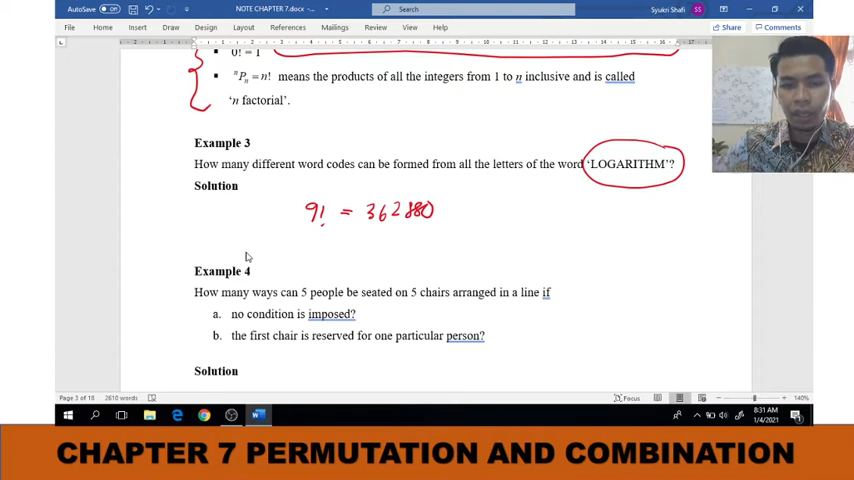 AutoSave Off NOTE CHAPTER 7.docx - Search Syukri Shafi SS
File Home Insert Draw Design Layout References Mailings Review View Help Share Comments
0! = 1
ⁿPₙ = n! means the products of all the integers from 1 to n inclusive and is called
‘n factorial’.
Example 3
How many different word codes can be formed from all the letters of the word ‘LOGARITHM’?
Solution
9! = 362880
Example 4
How many ways can 5 people be seated on 5 chairs arranged in a line if
a. no condition is imposed?
b. the first chair is reserved for one particular person?
Solution
Page 3 of 18 2610 words Focus 140%
8:31 AM
1/4/2021
CHAPTER 7 PERMUTATION AND COMBINATION